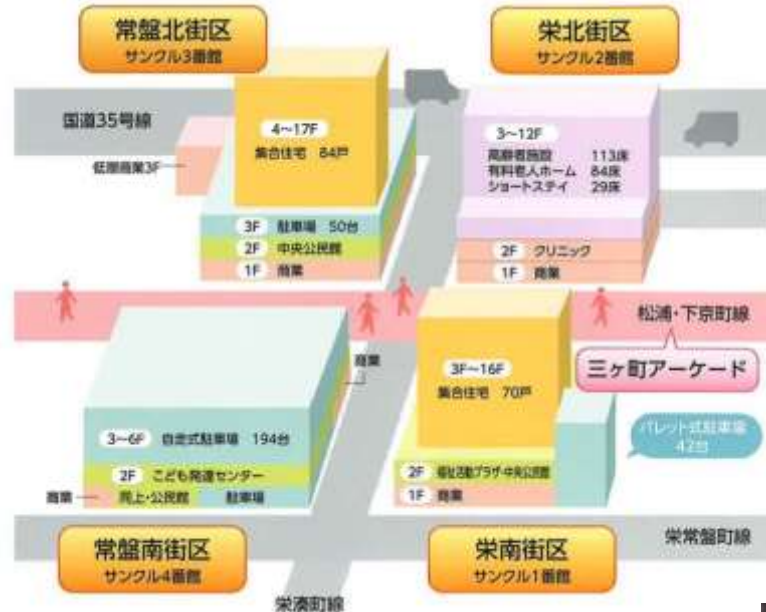 常盤北街区
サンクル3番館
栄北街区
サンクル2番館
国道35号線
低層商業3F
4~17F
集合住宅 84戸
3F 駐車場 50台
2F 中央公民館
1F 商業
3~12F
高齢者施設 113床
有料老人ホーム 84床
ショートステイ 29床
2F クリニック
1F 商業
松浦・下京町線
三ヶ町アーケード
商業
3~6F 自走式駐車場 194台
2F こども発達センター
商業 同上・公民館 駐車場
3F~16F
集合住宅 70戸
2F 福祉活動プラザ・中央公民館
1F 商業
パレット式駐車場
42台
常盤南街区
サンクル4番館
栄南街区
サンクル1番館
栄常盤町線
栄湊町線